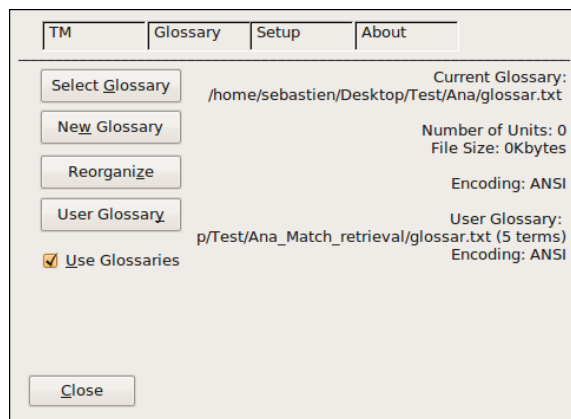 TM Glossary Setup About
Select Glossary
Current Glossary:
/home/sebastien/Desktop/Test/Ana/glossar.txt
New Glossary
Number of Units: 0
File Size: 0Kbytes
Reorganize
Encoding: ANSI
User Glossary
User Glossary:
p/Test/Ana_Match_retrieval/glossar.txt (5 terms)
Use Glossaries
Encoding: ANSI
Close